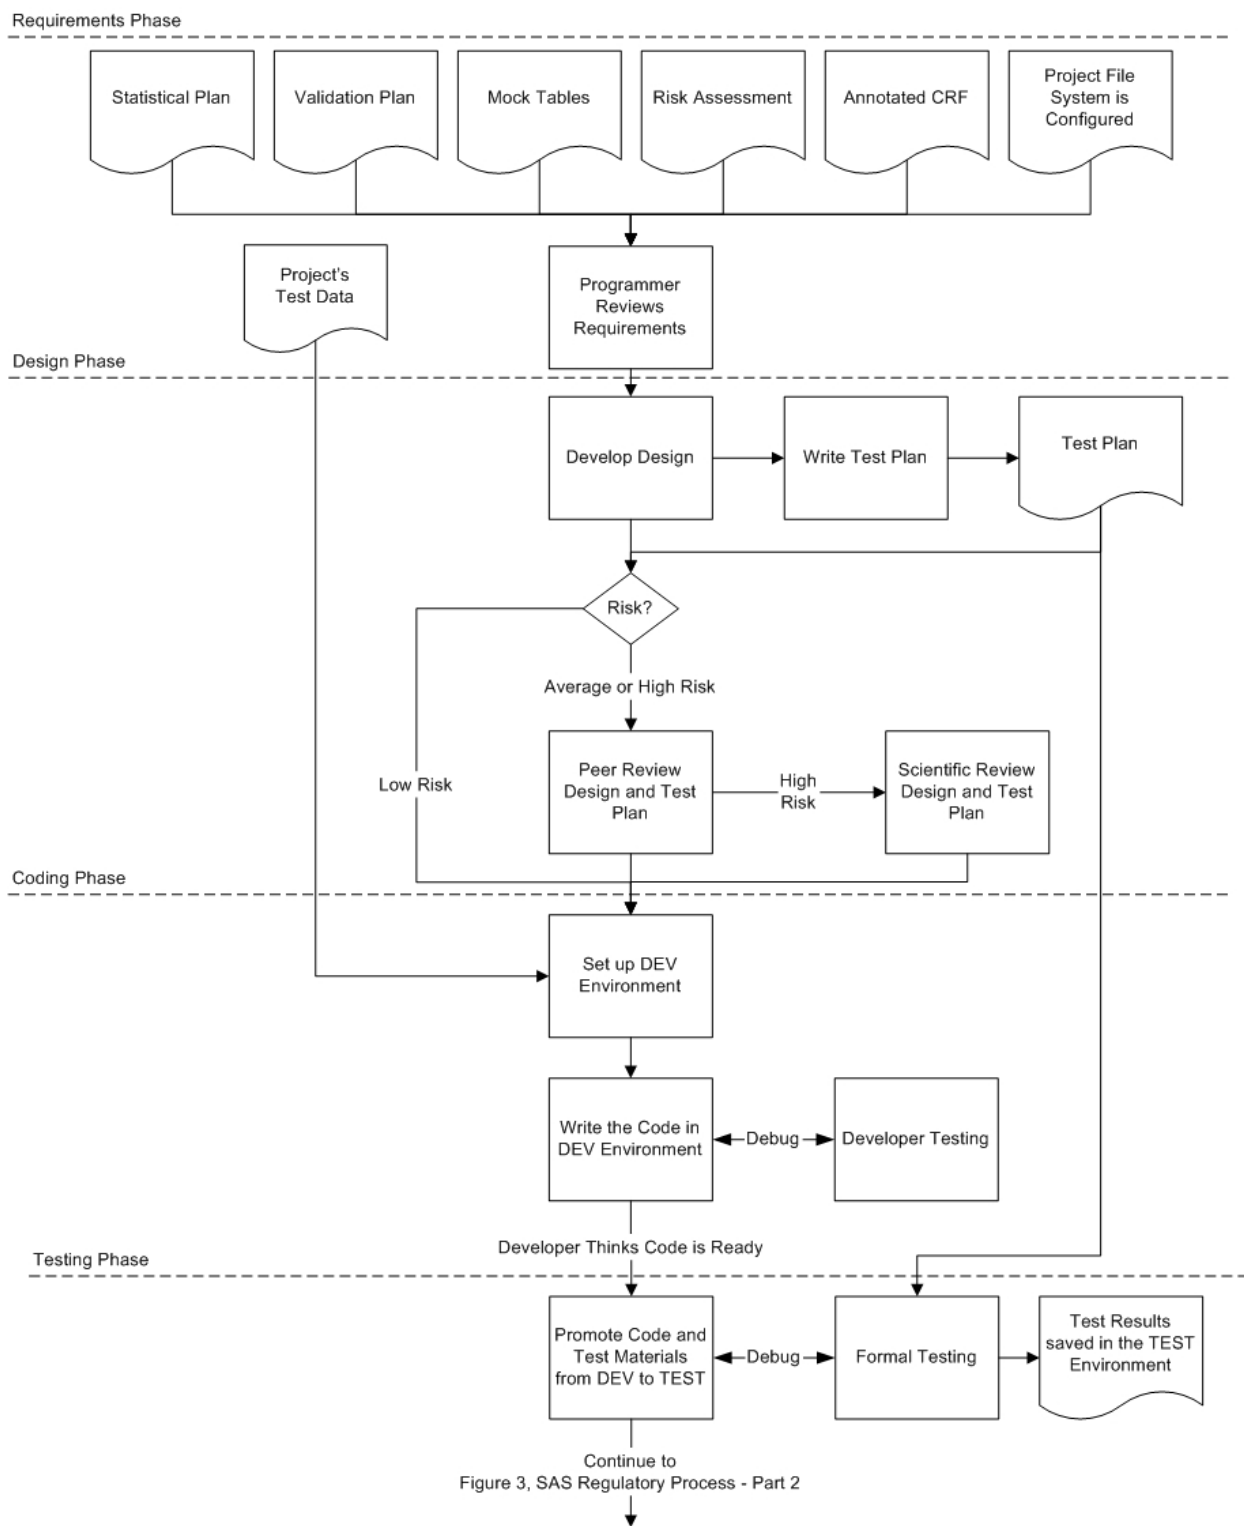 Requirements Phase
Statistical Plan
Validation Plan
Mock Tables
Risk Assessment
Annotated CRF
Project File
System is
Configured
Project's
Test Data
Programmer
Reviews
Requirements
Design Phase
Develop Design
Write Test Plan
Test Plan
Risk?
Average or High Risk
Low Risk
Peer Review
Design and Test
Plan
High
Risk
Scientific Review
Design and Test
Plan
Coding Phase
Set up DEV
Environment
Write the Code in
DEV Environment
Debug
Developer Testing
Developer Thinks Code is Ready
Testing Phase
Promote Code and
Test Materials
from DEV to TEST
Debug
Formal Testing
Test Results
saved in the TEST
Environment
Continue to
Figure 3, SAS Regulatory Process - Part 2